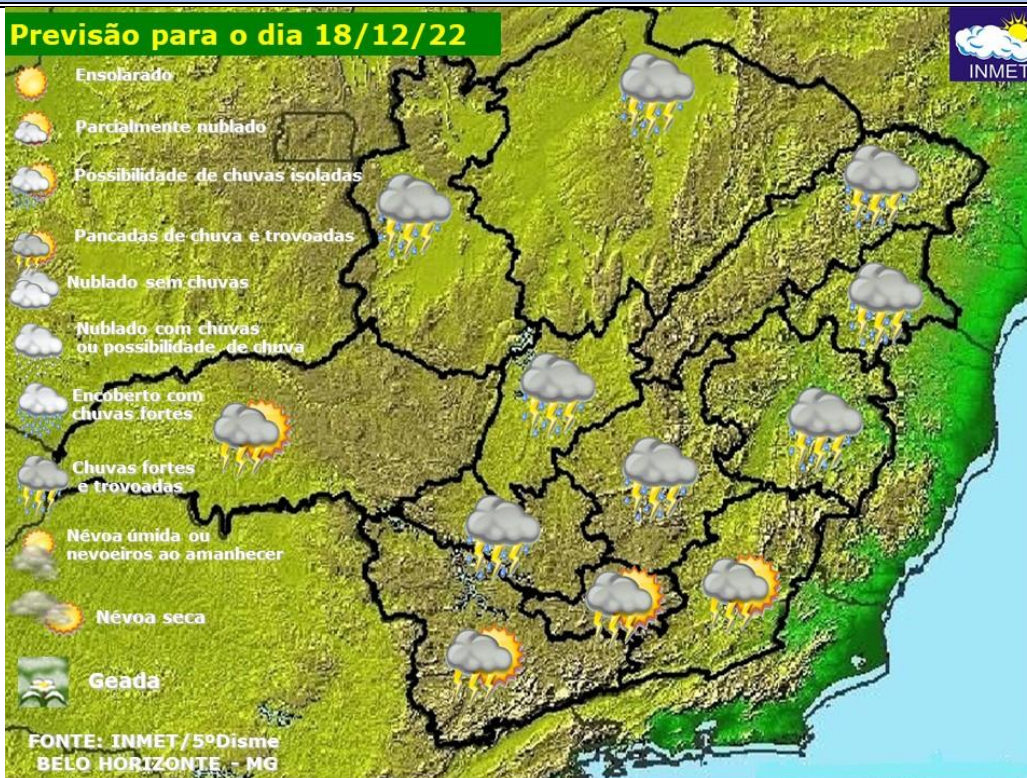 Previsão para o dia 18/12/22
INMET
Ensolarado
Parcialmente nublado
Possibilidade de chuvas isoladas
Pancadas de chuva e trovoadas
Nublado sem chuvas
Nublado com chuvas
ou possibilidade de chuva
Encoberto com
chuvas fortes
Chuvas fortes
e trovoadas
Névoa úmida ou
nevoeiros ao amanhecer
Névoa seca
Geada
FONTE: INMET/5ºDisme
BELO HORIZONTE - MG